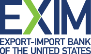 EXIM
EXPORT-IMPORT BANK
OF THE UNITED STATES